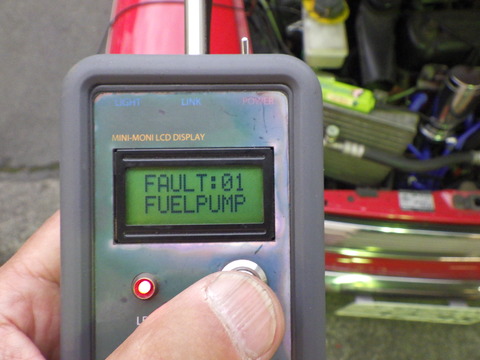 LIGHT LINK POWER
MINI-MONI LCD DISPLAY
FAULT:01
FUELPUMP